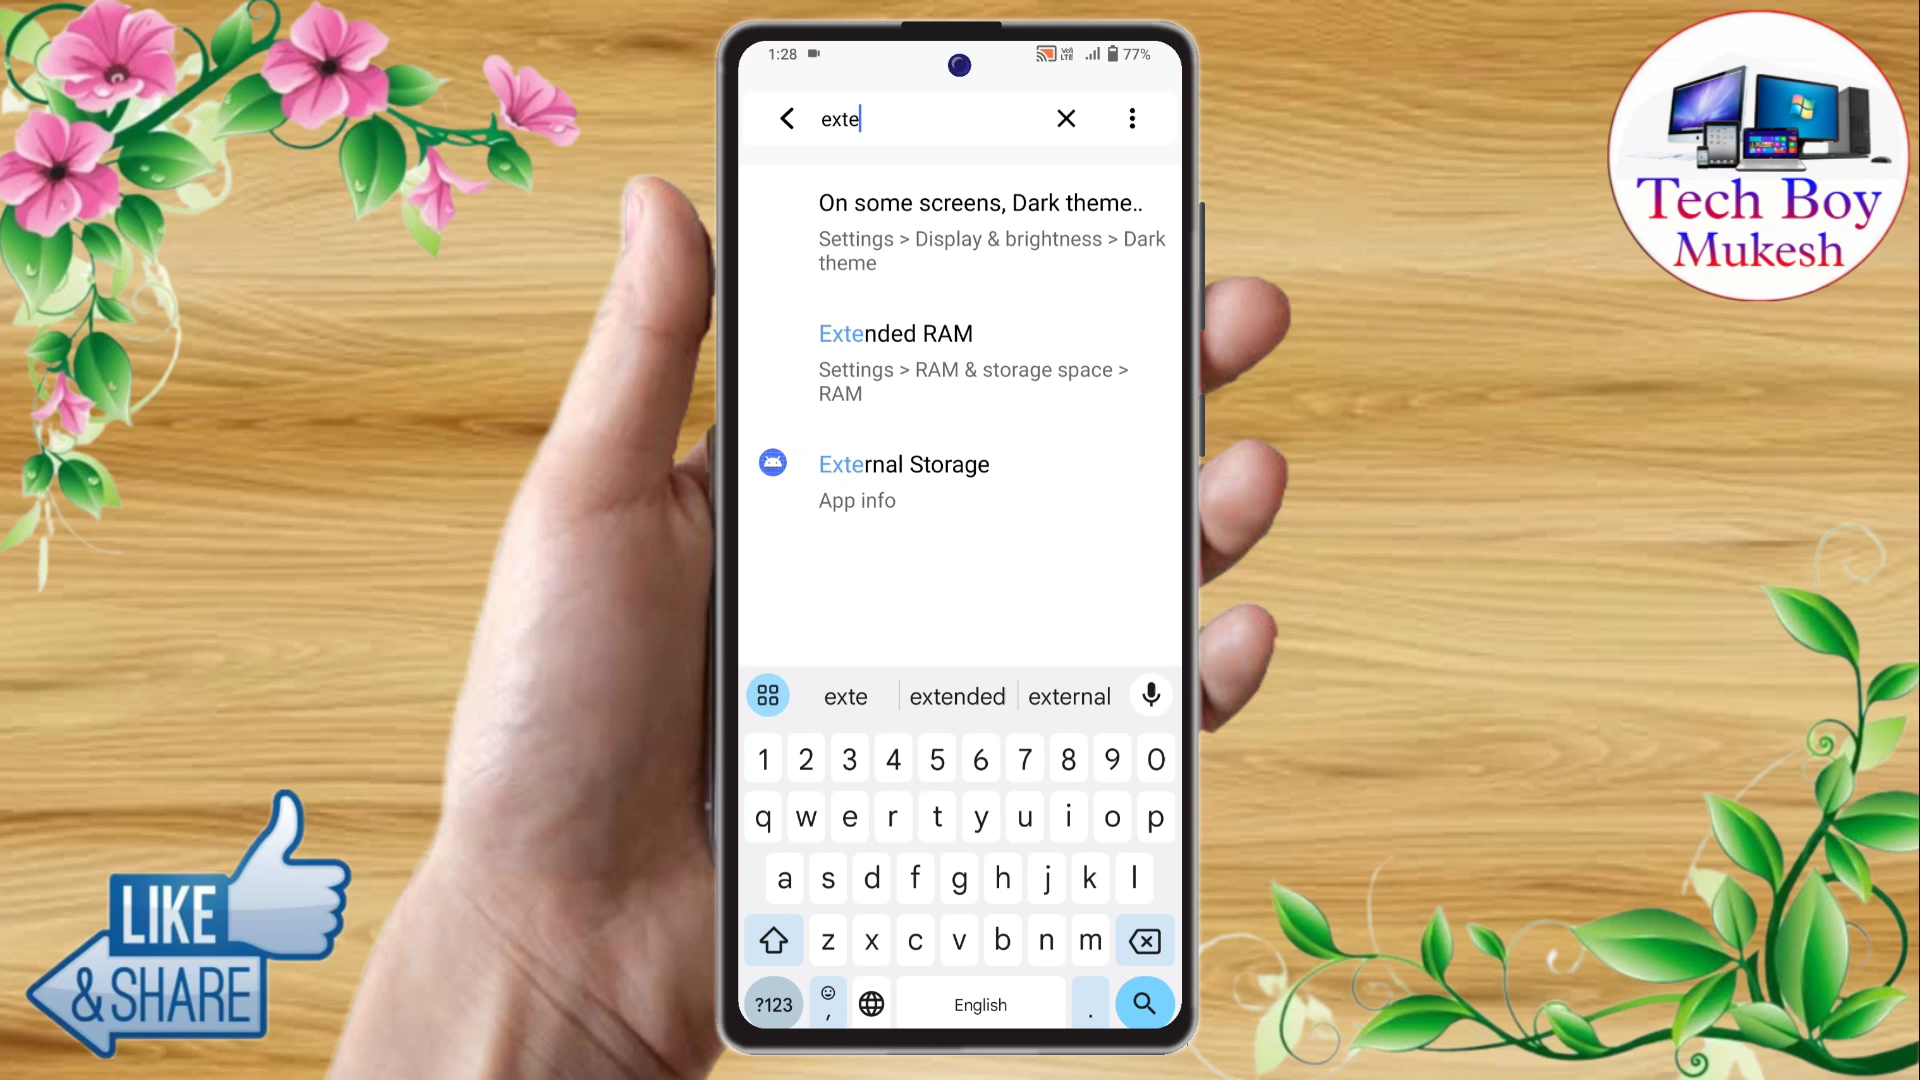 1:28
Vo) LTE
77%
exte
On some screens, Dark theme..
Settings > Display & brightness > Dark
theme
Extended RAM
Settings > RAM & storage space >
RAM
External Storage
App info
exte extended external
1 2 3 4 5 6 7 8 9 0
q w e r t y u i o p
a s d f g h j k l
z x c v b n m
?123 , English .
Tech Boy
Mukesh
LIKE
& SHARE